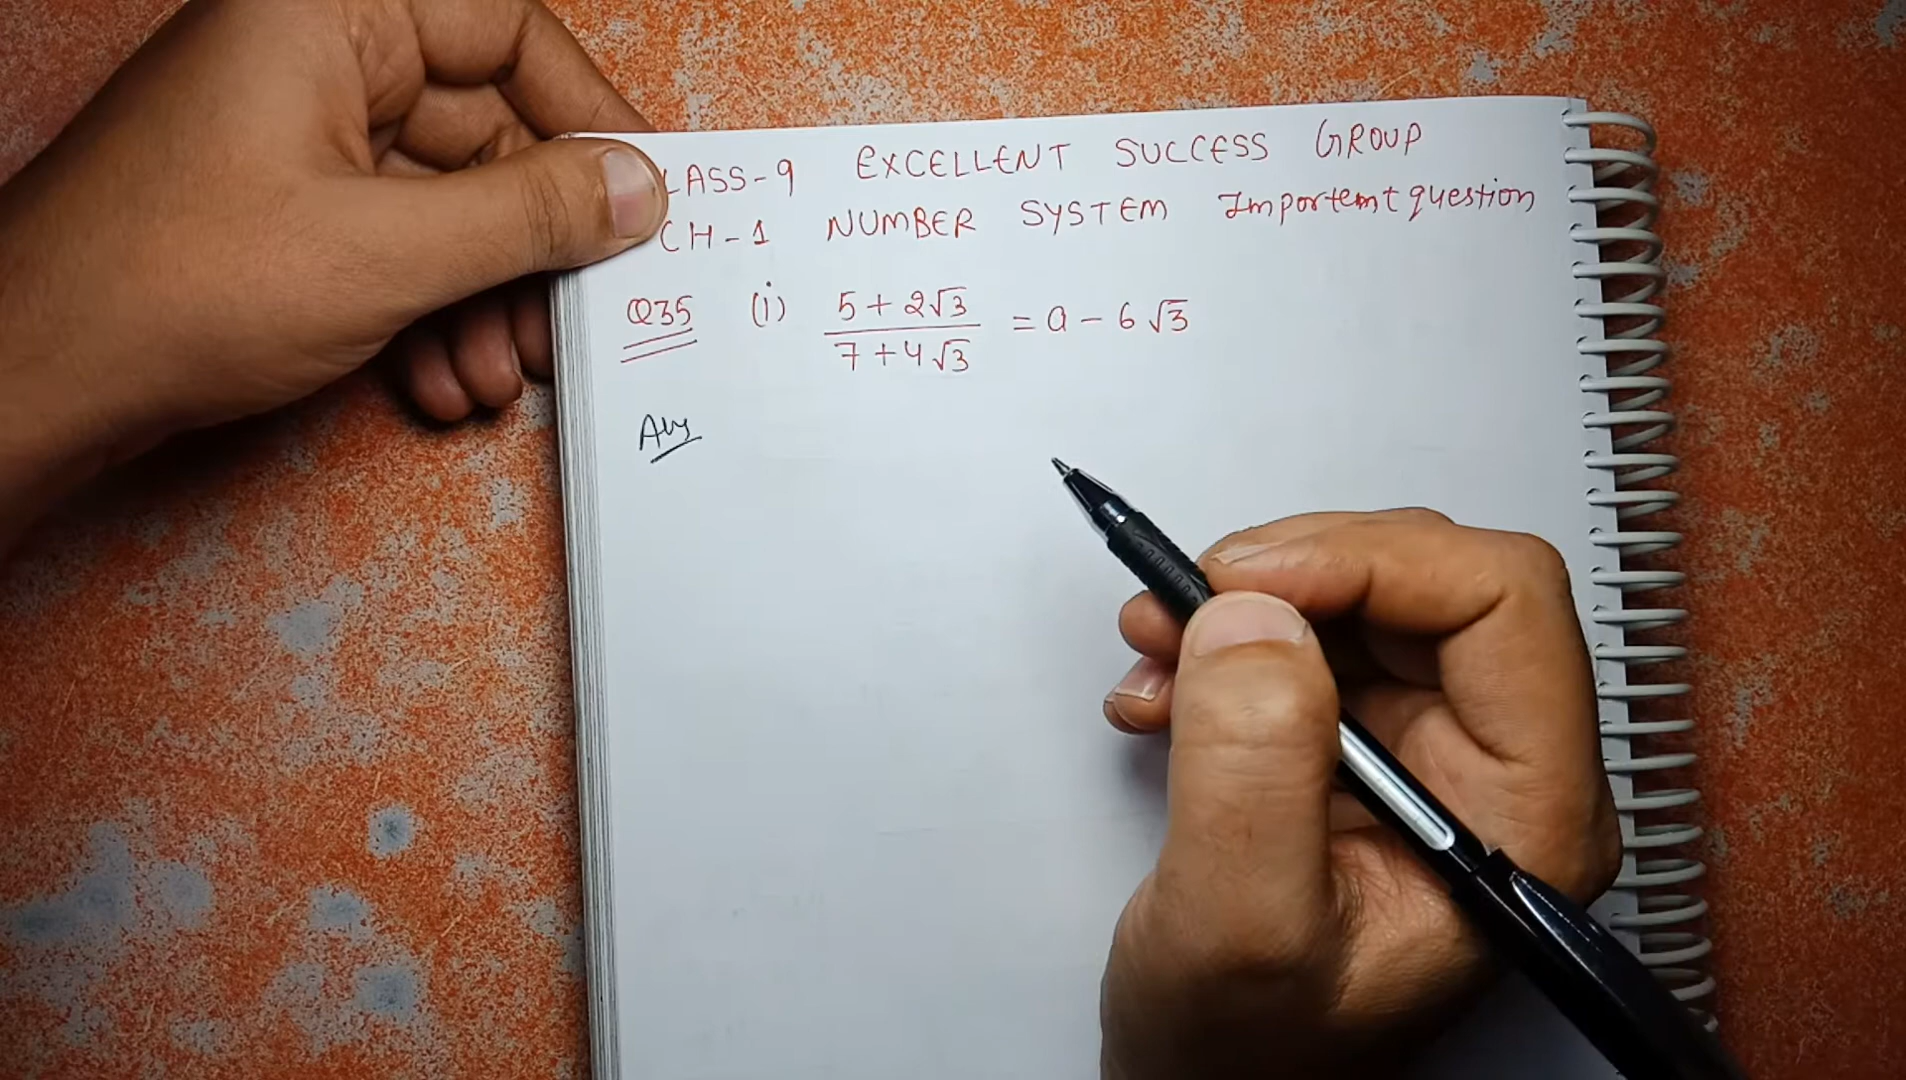 LASS-9 EXCELLENT SUCCESS GROUP
CH-1 NUMBER SYSTEM Importemt question
Q35 (i) (5+2√3)/(7+4√3) = a - 6√3
Ans